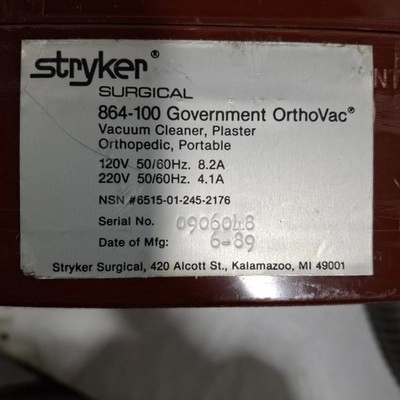 stryker®
SURGICAL
864-100 Government OrthoVac®
Vacuum Cleaner, Plaster
Orthopedic, Portable
120V 50/60Hz. 8.2A
220V 50/60Hz. 4.1A
NSN #6515-01-245-2176
Serial No. 0906048
Date of Mfg: 6-89
Stryker Surgical, 420 Alcott St., Kalamazoo, MI 49001